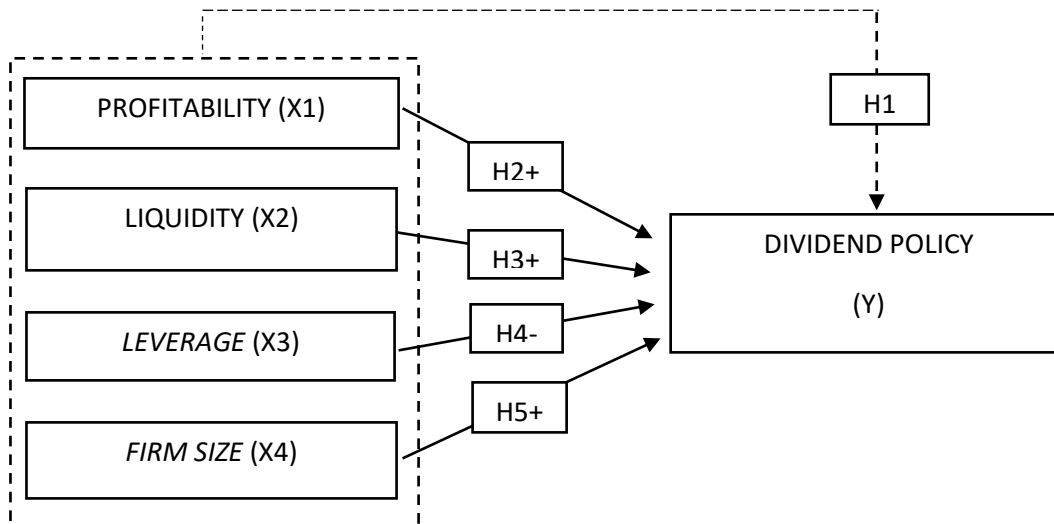 H1
PROFITABILITY (X1)
H2+
LIQUIDITY (X2)
H3+
DIVIDEND POLICY
(Y)
LEVERAGE (X3)
H4-
H5+
FIRM SIZE (X4)